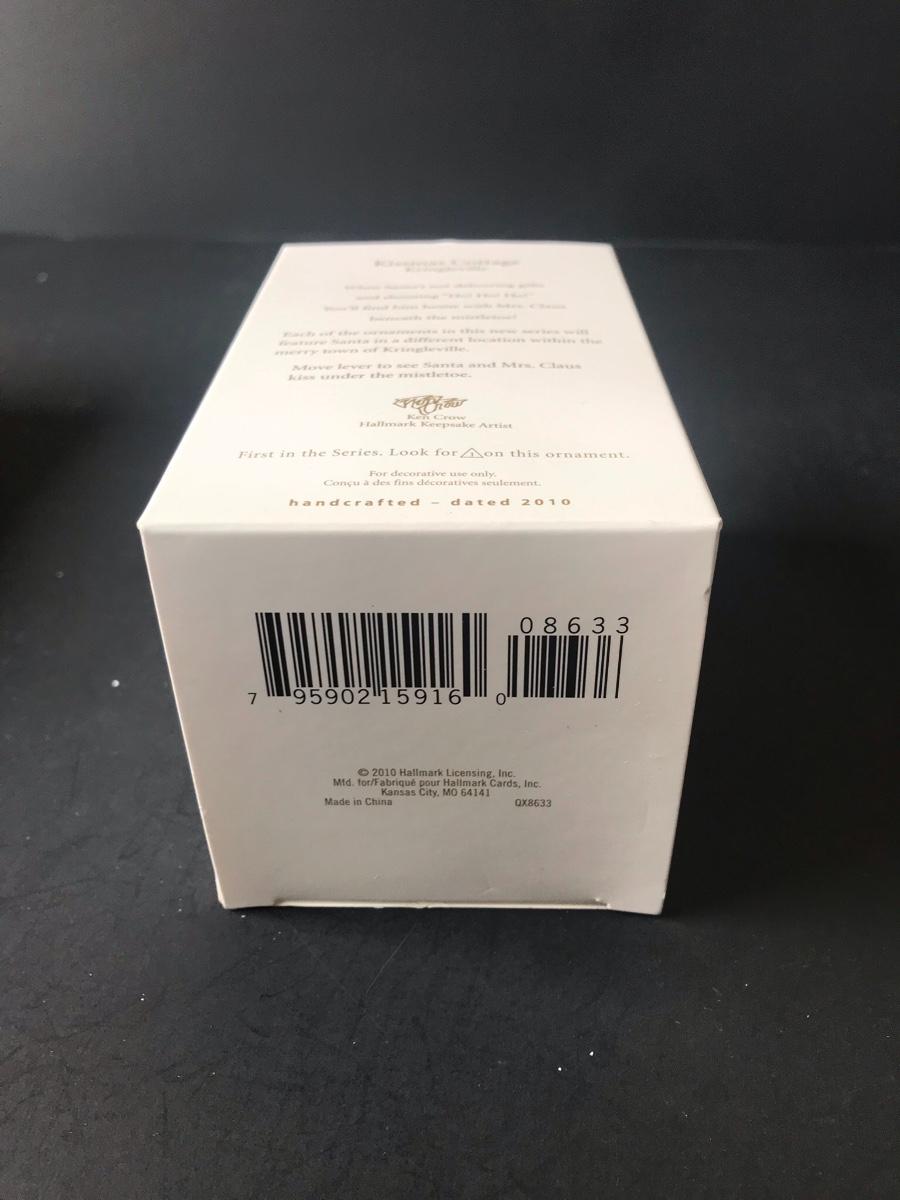 Kissmas Cottage
Kringleville
When Santa's not delivering gifts
and shouting "Ho! Ho! Ho!"
You'll find him home with Mrs. Claus
beneath the mistletoe!
Each of the ornaments in this new series will
feature Santa in a different location within the
merry town of Kringleville.
Move lever to see Santa and Mrs. Claus
kiss under the mistletoe.
Ken Crow
Ken Crow
Hallmark Keepsake Artist
First in the Series. Look for 1 on this ornament.
For decorative use only.
Conçu à des fins décoratives seulement.
handcrafted – dated 2010
08633
7 95902 15916 0
© 2010 Hallmark Licensing, Inc.
Mfd. for/Fabriqué pour Hallmark Cards, Inc.
Kansas City, MO 64141
Made in China QX8633